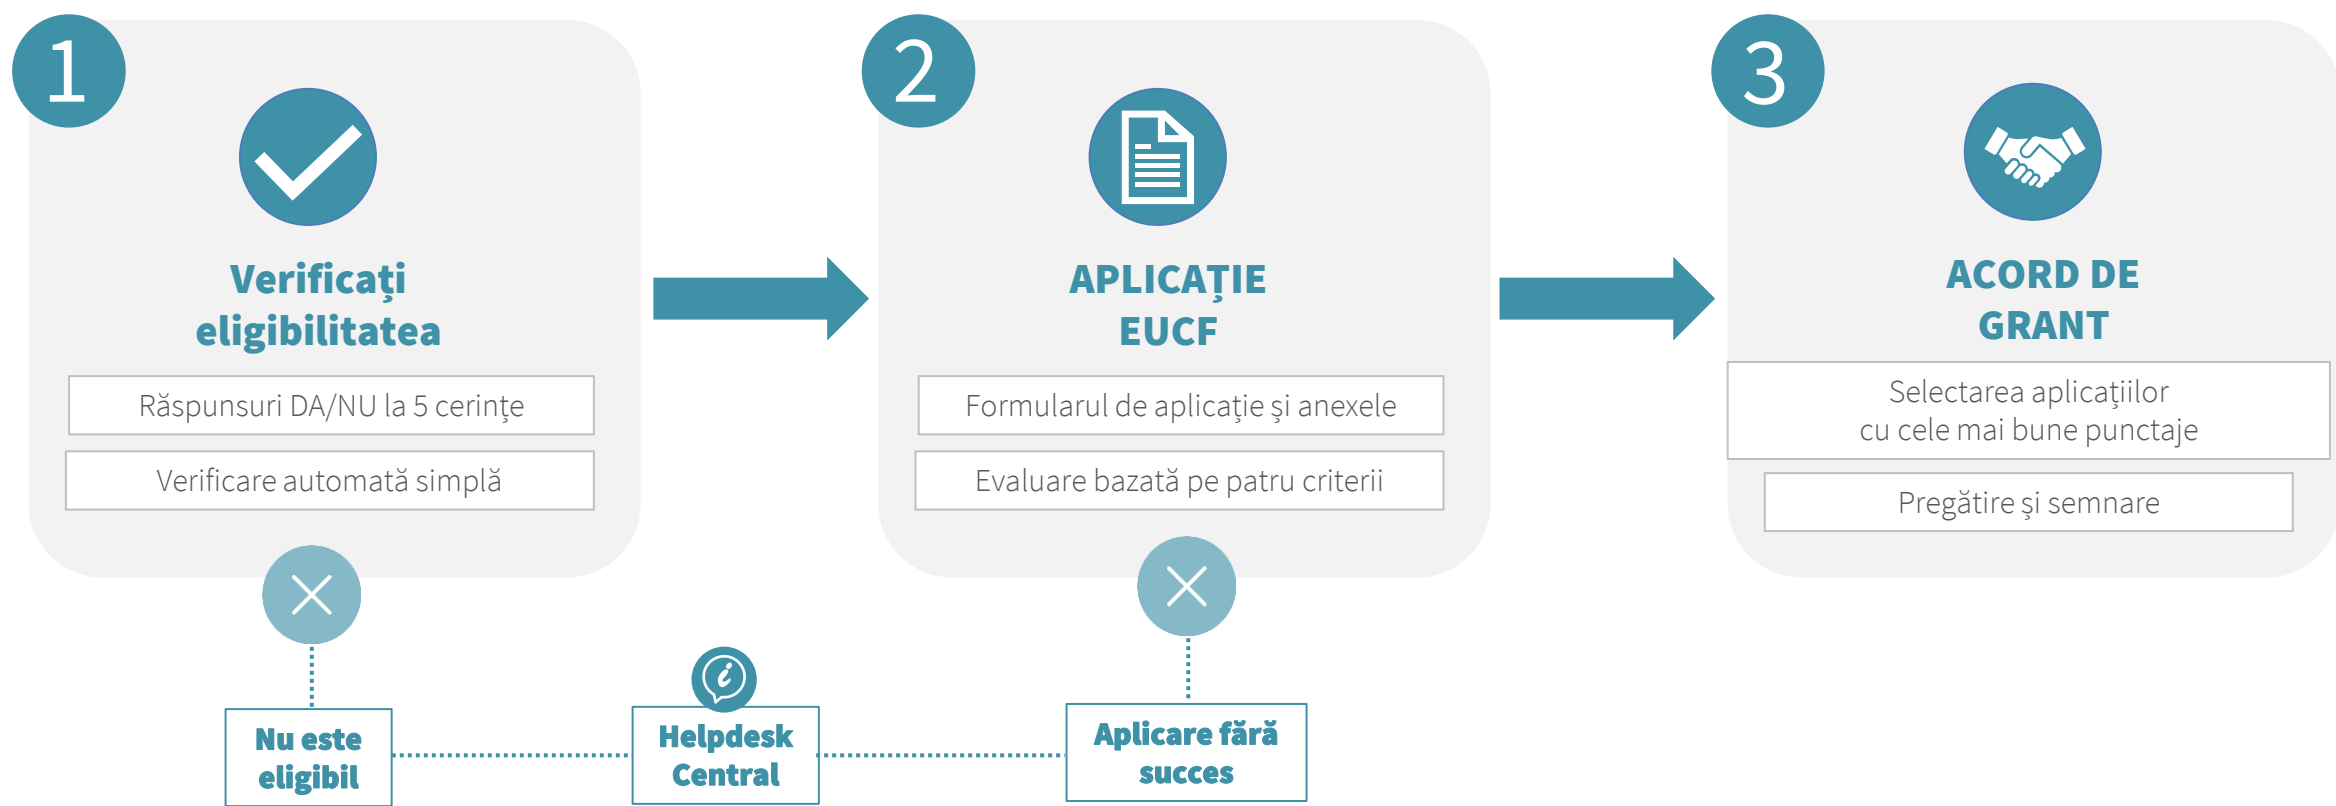 1
Verificați
eligibilitatea
Răspunsuri DA/NU la 5 cerințe
Verificare automată simplă
2
APLICAȚIE
EUCF
Formularul de aplicație și anexele
Evaluare bazată pe patru criterii
3
ACORD DE
GRANT
Selectarea aplicațiilor
cu cele mai bune punctaje
Pregătire și semnare
Nu este
eligibil
i
Helpdesk
Central
Aplicare fără
succes